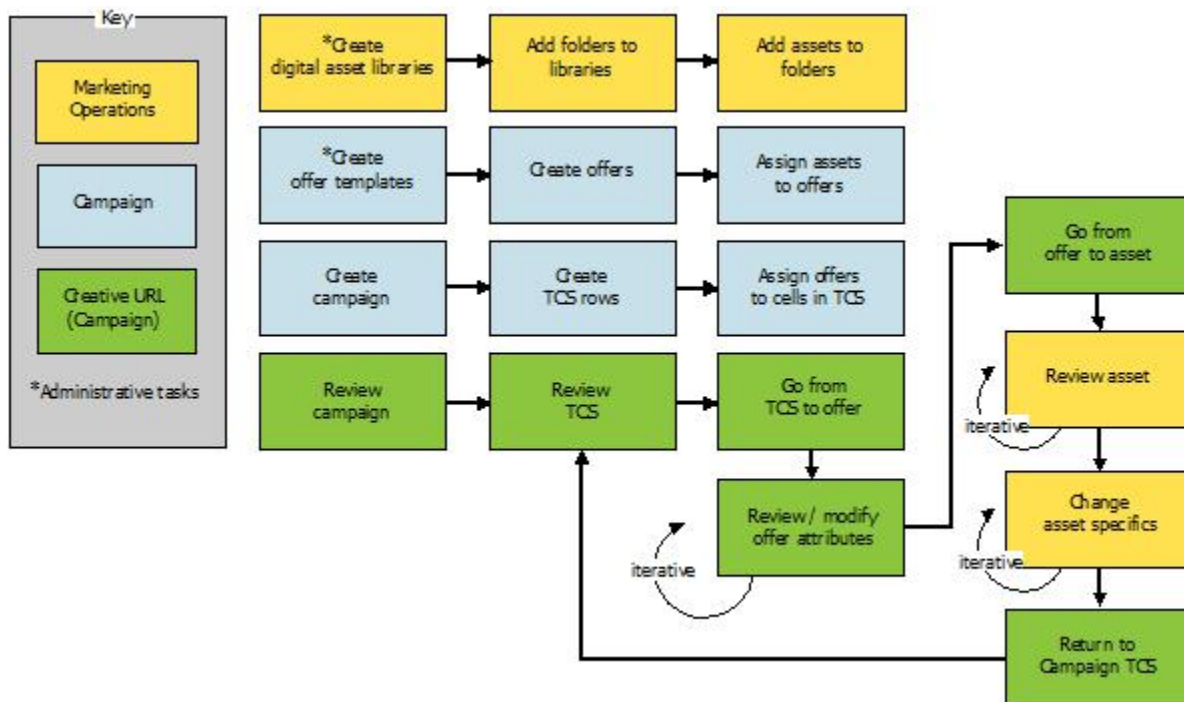 Key
Marketing
Operations
Campaign
Creative URL
(Campaign)
*Administrative tasks
*Create
digital asset libraries
Add folders to
libraries
Add assets to
folders
*Create
offer templates
Create offers
Assign assets
to offers
Create
campaign
Create
TCS rows
Assign offers
to cells in TCS
Review
campaign
Review
TCS
Go from
TCS to offer
Review / modify
offer attributes
iterative
Go from
offer to asset
Review asset
iterative
Change
asset specifics
iterative
Return to
Campaign TCS